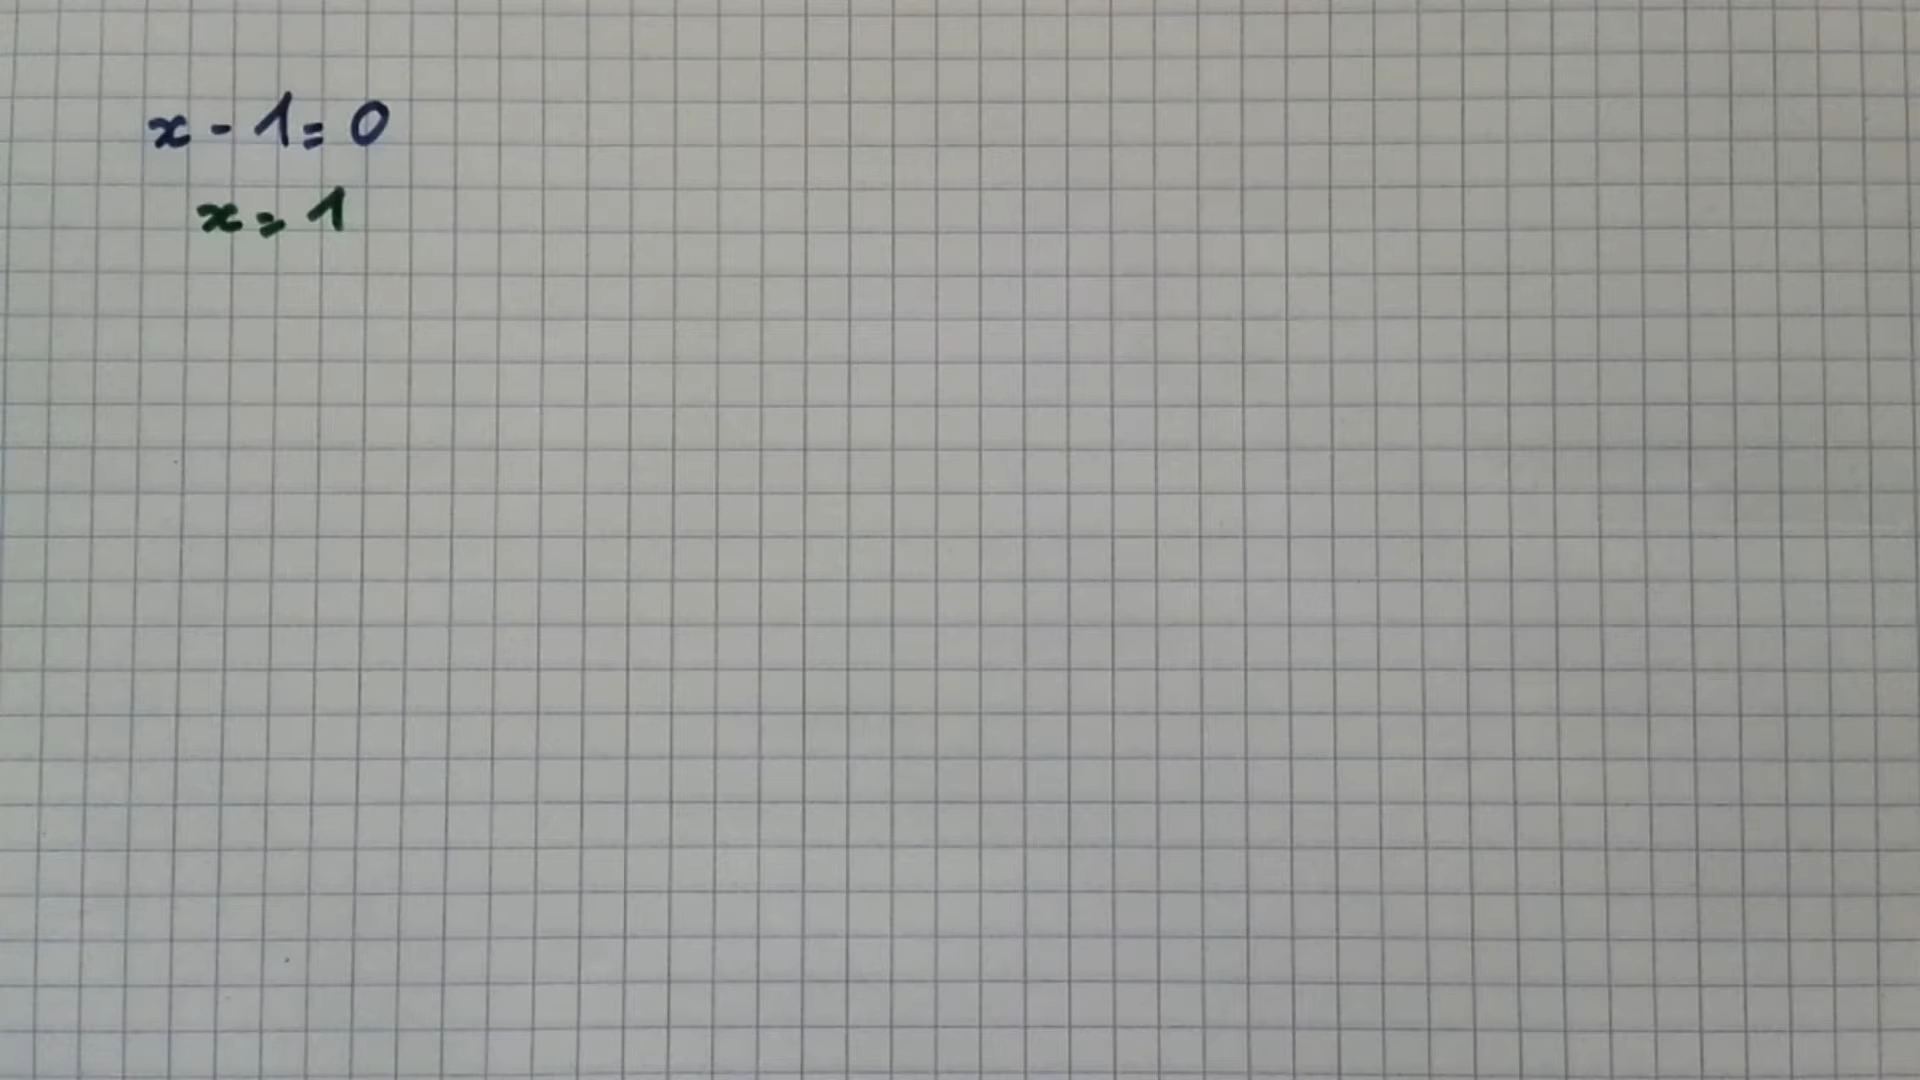 x - 1 = 0
x = 1